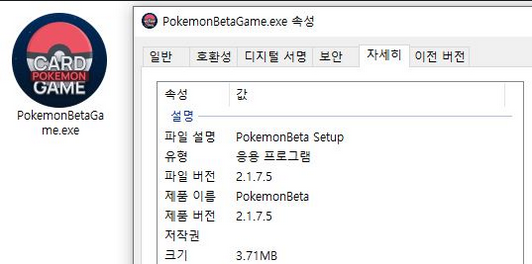 CARD
POKEMON
GAME
PokemonBetaGa
me.exe
PokemonBetaGame.exe 속성
일반 호환성 디지털 서명 보안 자세히 이전 버전
속성 값
설명
파일 설명 PokemonBeta Setup
유형 응용 프로그램
파일 버전 2.1.7.5
제품 이름 PokemonBeta
제품 버전 2.1.7.5
저작권
크기 3.71MB